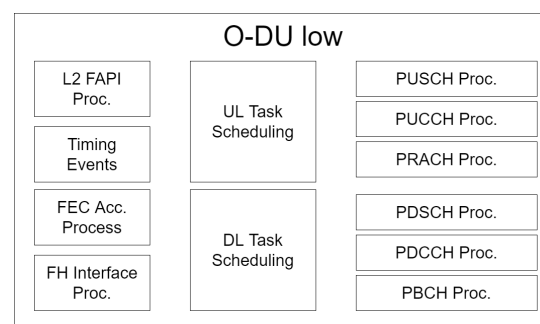 O-DU low
L2 FAPI
Proc.
Timing
Events
FEC Acc.
Process
FH Interface
Proc.
UL Task
Scheduling
DL Task
Scheduling
PUSCH Proc.
PUCCH Proc.
PRACH Proc.
PDSCH Proc.
PDCCH Proc.
PBCH Proc.